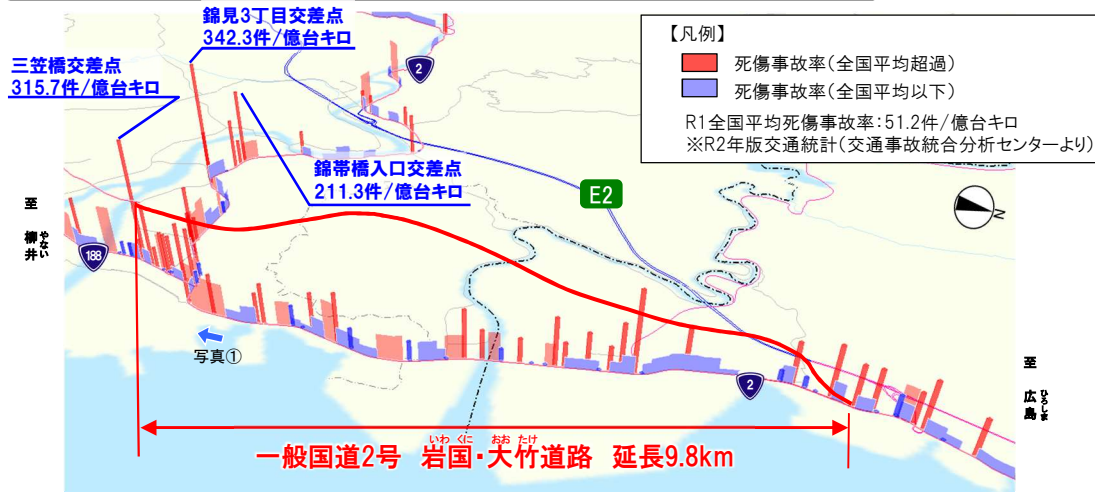 錦見3丁目交差点
342.3件/億台キロ
三笠橋交差点
315.7件/億台キロ
2
【凡例】
死傷事故率(全国平均超過)
死傷事故率(全国平均以下)
R1全国平均死傷事故率:51.2件/億台キロ
※R2年版交通統計(交通事故統合分析センターより)
錦帯橋入口交差点
211.3件/億台キロ
E2
N
至 柳井
やない
188
写真①
2
至 広島
ひろしま
いわ くに おお たけ
一般国道2号 岩国・大竹道路 延長9.8km